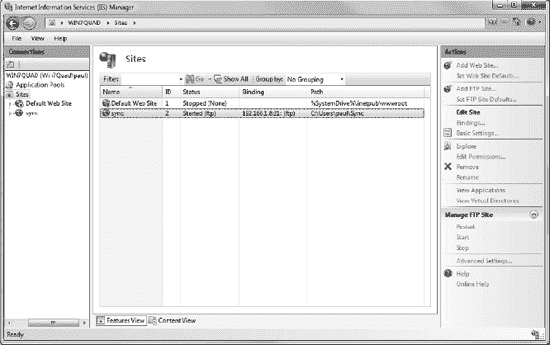 Internet Information Services (IIS) Manager
WIN7QUAD ▸ Sites ▸
File View Help
Connections
WIN7QUAD (Win7Quad\paul)
Application Pools
Sites
Default Web Site
sync
Sites
Filter: Go Show All Group by: No Grouping
Name ID Status Binding Path
Default Web Site 1 Stopped (None) %SystemDrive%\inetpub\wwwroot
sync 2 Started (ftp) 192.168.1.8:21: (ftp) C:\Users\paul\Sync
Features View Content View
Actions
Add Web Site...
Set Web Site Defaults...
Add FTP Site...
Set FTP Site Defaults...
Edit Site
Bindings...
Basic Settings...
Explore
Edit Permissions...
Remove
Rename
View Applications
View Virtual Directories
Manage FTP Site
Restart
Start
Stop
Advanced Settings...
Help
Online Help
Ready